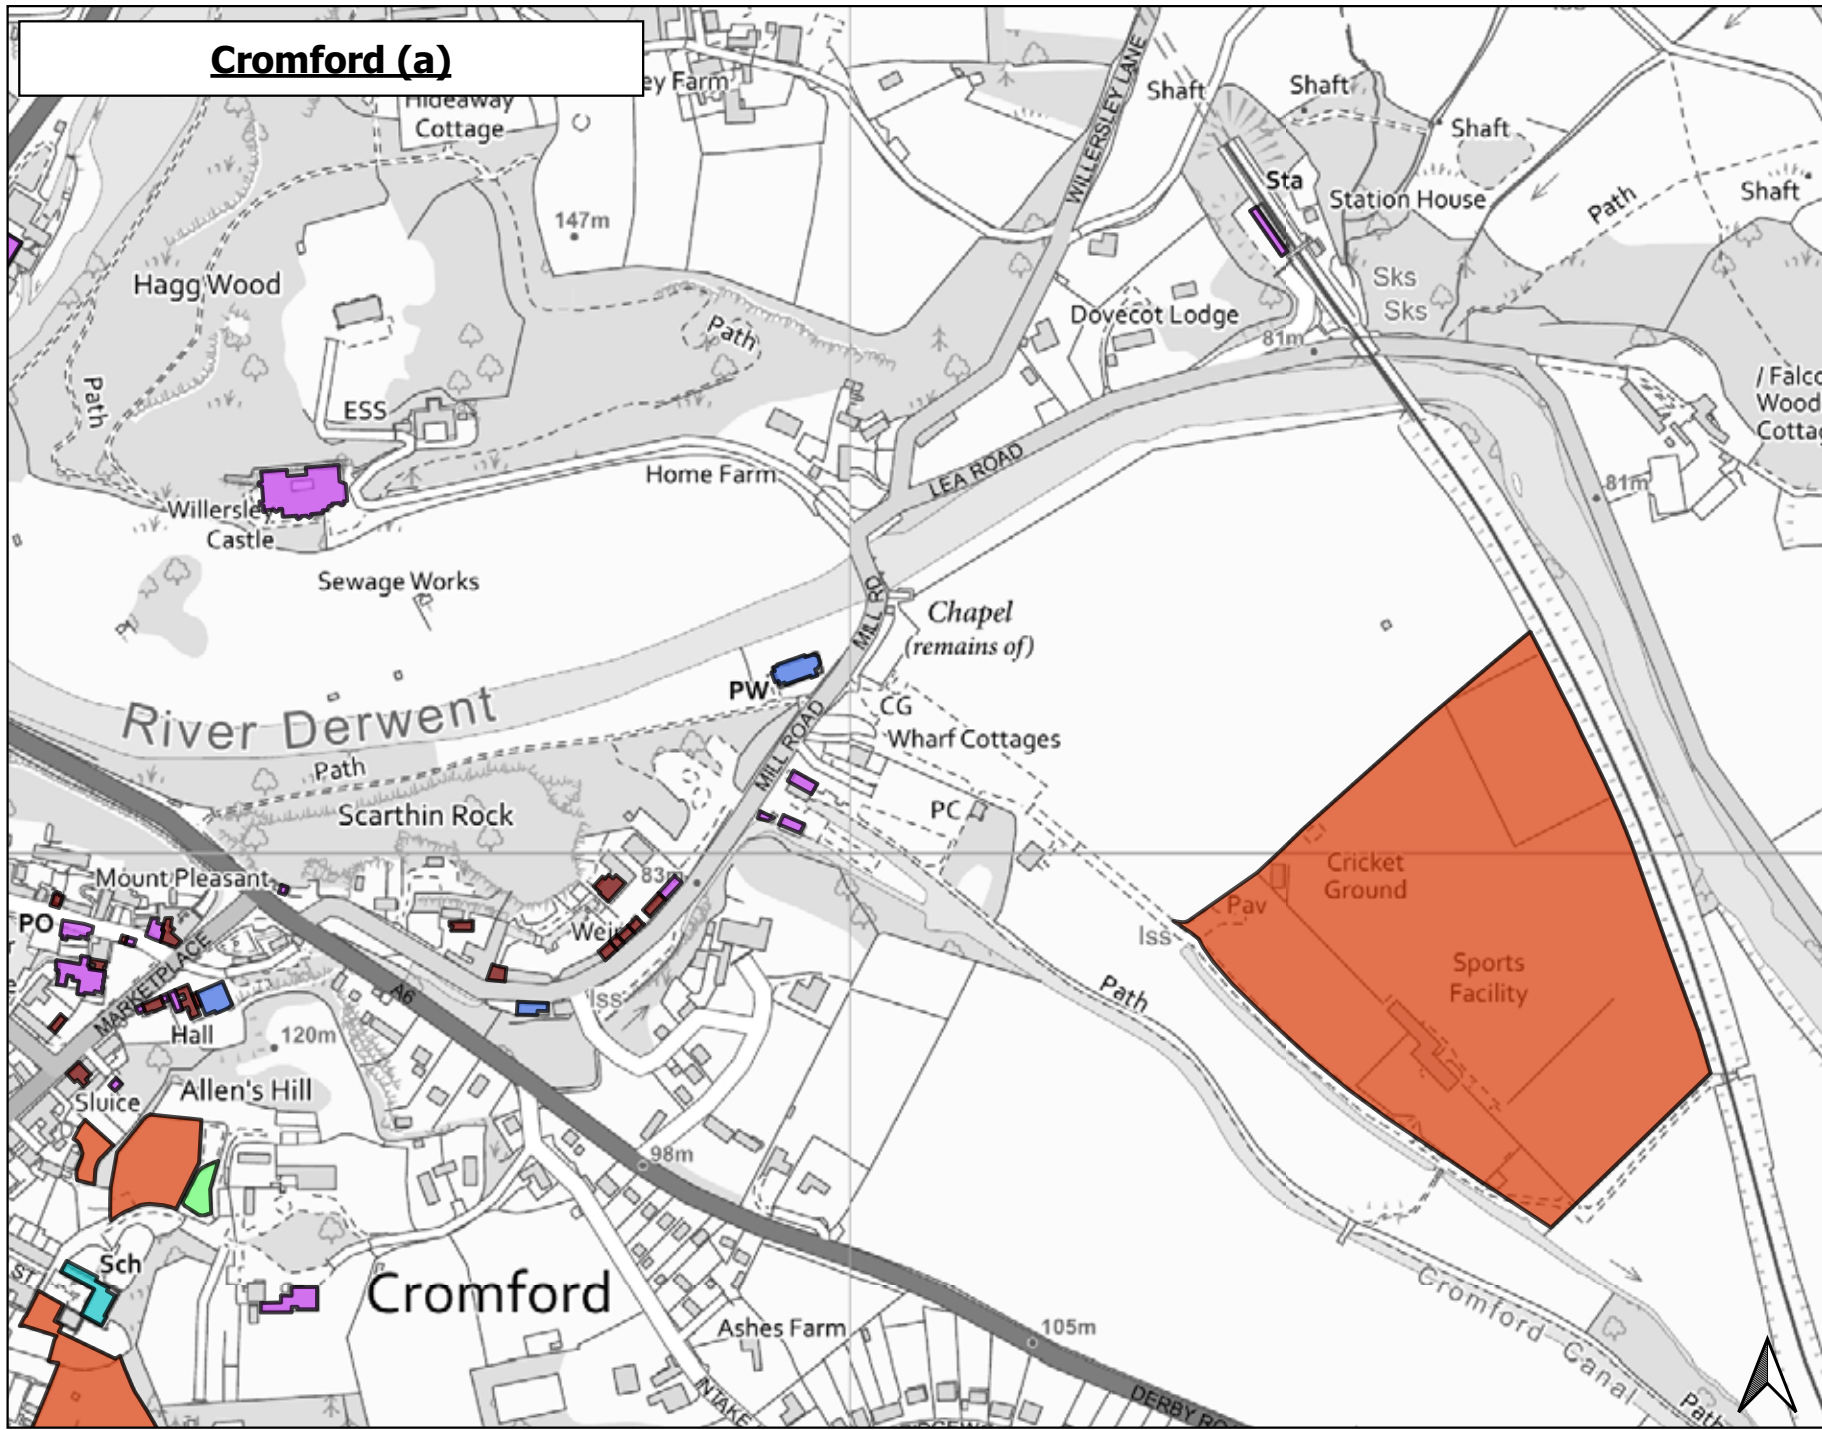 Cromford (a)
ey Farm
Hideaway
Cottage
WILLERSLEY LANE
Shaft
Shaft
Shaft
Shaft
Sta
Station House
Path
147m
Hagg Wood
Sks
Sks
Path
Dovecot Lodge
81m
Path
ESS
/ Falco
Wood
Cottag
Home Farm
LEA ROAD
81m
Willersley
Castle
Sewage Works
MILL RD
Chapel
(remains of)
PW
River Derwent
CG
Wharf Cottages
MILL ROAD
Path
Scarthin Rock
PC
Mount Pleasant
83m
Cricket
Ground
Pav
PO
Weir
Iss
MARKETPLACE
A6
Iss
Path
Sports
Facility
Hall
120m
Allen's Hill
Sluice
98m
Sch
ST
Cromford
Ashes Farm
105m
Cromford Canal
INTAKE
DERBY RO
Path